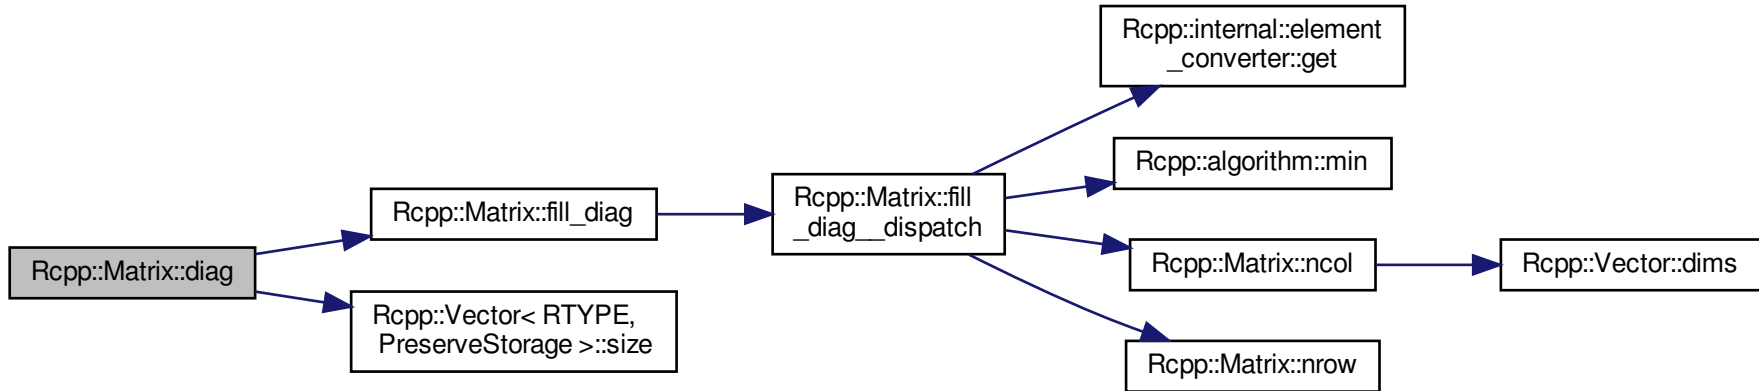 Rcpp::Matrix::diag
Rcpp::Matrix::fill_diag
Rcpp::Vector< RTYPE,
PreserveStorage >::size
Rcpp::Matrix::fill
_diag__dispatch
Rcpp::internal::element
_converter::get
Rcpp::algorithm::min
Rcpp::Matrix::ncol
Rcpp::Matrix::nrow
Rcpp::Vector::dims